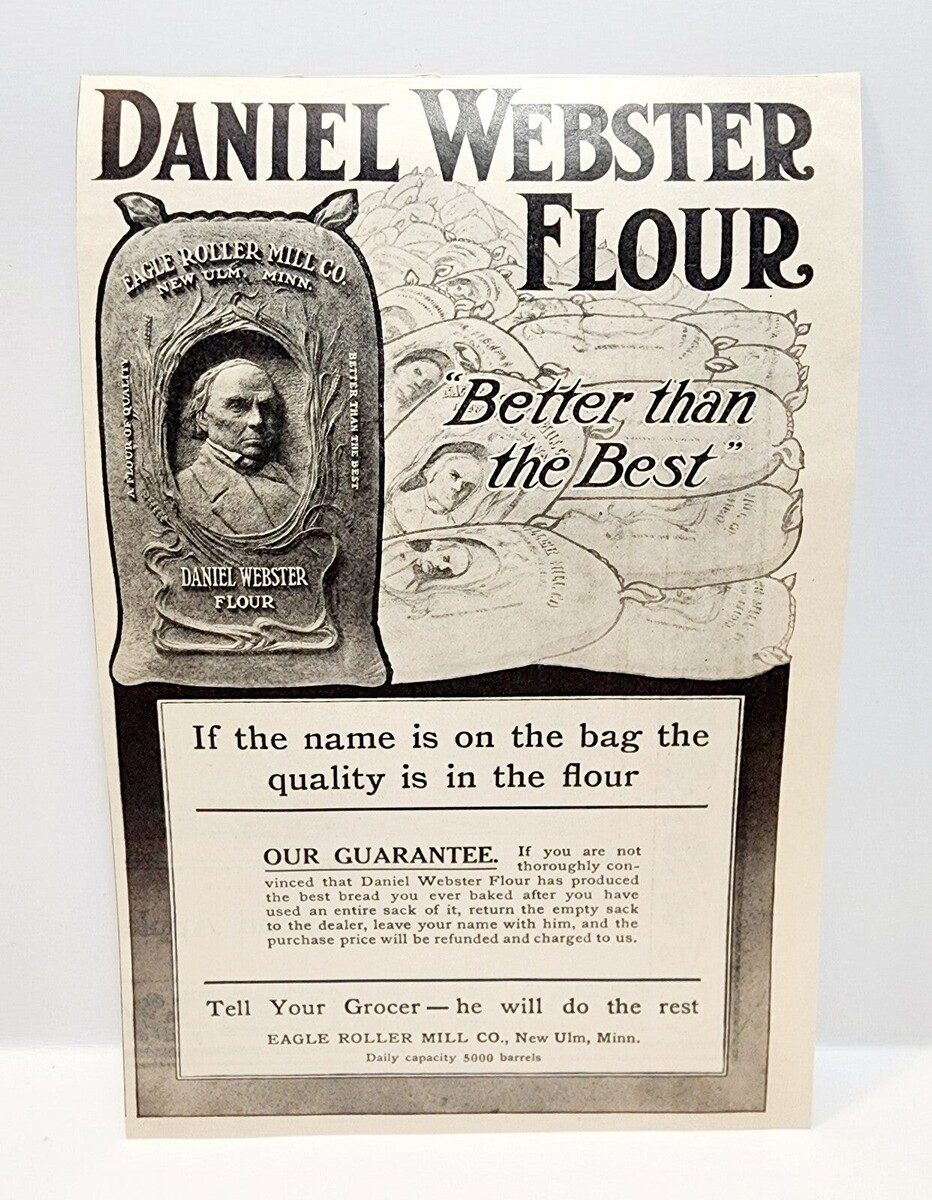 DANIEL WEBSTER
FLOUR
EAGLE ROLLER MILL CO.
NEW ULM, MINN.
A FLOUR OF QUALITY
BETTER THAN THE BEST
DANIEL WEBSTER
FLOUR
"Better than
the Best"
If the name is on the bag the
quality is in the flour
OUR GUARANTEE. If you are not
thoroughly con-
vinced that Daniel Webster Flour has produced
the best bread you ever baked after you have
used an entire sack of it, return the empty sack
to the dealer, leave your name with him, and the
purchase price will be refunded and charged to us.
Tell Your Grocer — he will do the rest
EAGLE ROLLER MILL CO., New Ulm, Minn.
Daily capacity 5000 barrels